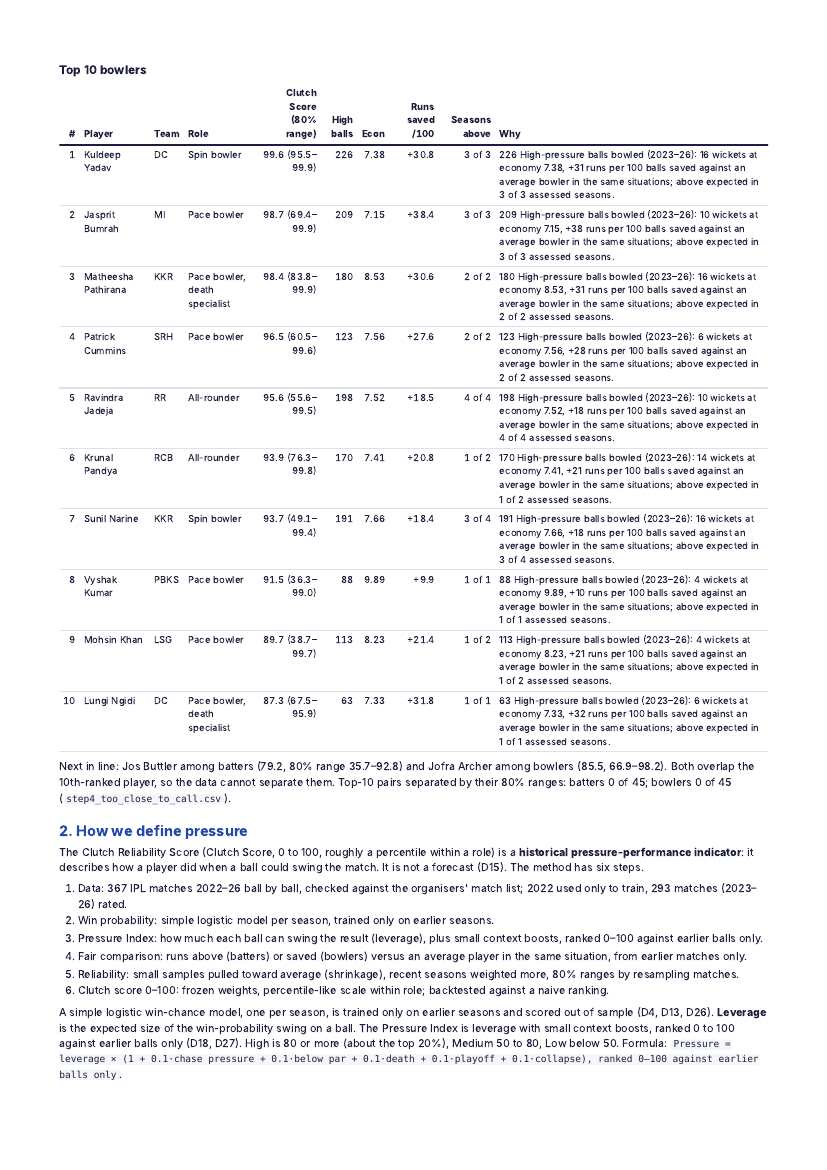 Top 10 bowlers
# Player Team Role Clutch Score (80% range) High balls Econ Runs saved /100 Seasons above Why
1 Kuldeep Yadav DC Spin bowler 99.6 (95.5–99.9) 226 7.38 +30.8 3 of 3 226 High-pressure balls bowled (2023–26): 16 wickets at
economy 7.38, +31 runs per 100 balls saved against an
average bowler in the same situations; above expected in
3 of 3 assessed seasons.
2 Jasprit Bumrah MI Pace bowler 98.7 (69.4–99.9) 209 7.15 +38.4 3 of 3 209 High-pressure balls bowled (2023–26): 10 wickets at
economy 7.15, +38 runs per 100 balls saved against an
average bowler in the same situations; above expected in
3 of 3 assessed seasons.
3 Matheesha Pathirana KKR Pace bowler, death specialist 98.4 (83.8–99.9) 180 8.53 +30.6 2 of 2 180 High-pressure balls bowled (2023–26): 16 wickets at
economy 8.53, +31 runs per 100 balls saved against an
average bowler in the same situations; above expected in
2 of 2 assessed seasons.
4 Patrick Cummins SRH Pace bowler 96.5 (60.5–99.6) 123 7.56 +27.6 2 of 2 123 High-pressure balls bowled (2023–26): 6 wickets at
economy 7.56, +28 runs per 100 balls saved against an
average bowler in the same situations; above expected in
2 of 2 assessed seasons.
5 Ravindra Jadeja RR All-rounder 95.6 (55.6–99.5) 198 7.52 +18.5 4 of 4 198 High-pressure balls bowled (2023–26): 10 wickets at
economy 7.52, +18 runs per 100 balls saved against an
average bowler in the same situations; above expected in
4 of 4 assessed seasons.
6 Krunal Pandya RCB All-rounder 93.9 (76.3–99.8) 170 7.41 +20.8 1 of 2 170 High-pressure balls bowled (2023–26): 14 wickets at
economy 7.41, +21 runs per 100 balls saved against an
average bowler in the same situations; above expected in
1 of 2 assessed seasons.
7 Sunil Narine KKR Spin bowler 93.7 (49.1–99.4) 191 7.66 +18.4 3 of 4 191 High-pressure balls bowled (2023–26): 16 wickets at
economy 7.66, +18 runs per 100 balls saved against an
average bowler in the same situations; above expected in
3 of 4 assessed seasons.
8 Vyshak Kumar PBKS Pace bowler 91.5 (36.3–99.0) 88 9.89 +9.9 1 of 1 88 High-pressure balls bowled (2023–26): 4 wickets at
economy 9.89, +10 runs per 100 balls saved against an
average bowler in the same situations; above expected in
1 of 1 assessed seasons.
9 Mohsin Khan LSG Pace bowler 89.7 (38.7–99.7) 113 8.23 +21.4 1 of 2 113 High-pressure balls bowled (2023–26): 4 wickets at
economy 8.23, +21 runs per 100 balls saved against an
average bowler in the same situations; above expected in
1 of 2 assessed seasons.
10 Lungi Ngidi DC Pace bowler, death specialist 87.3 (67.5–95.9) 63 7.33 +31.8 1 of 1 63 High-pressure balls bowled (2023–26): 6 wickets at
economy 7.33, +32 runs per 100 balls saved against an
average bowler in the same situations; above expected in
1 of 1 assessed seasons.
Next in line: Jos Buttler among batters (79.2, 80% range 35.7–92.8) and Jofra Archer among bowlers (85.5, 66.9–98.2). Both overlap the
10th-ranked player, so the data cannot separate them. Top-10 pairs separated by their 80% ranges: batters 0 of 45; bowlers 0 of 45
(step4_too_close_to_call.csv).
2. How we define pressure
The Clutch Reliability Score (Clutch Score, 0 to 100, roughly a percentile within a role) is a historical pressure-performance indicator: it
describes how a player did when a ball could swing the match. It is not a forecast (D15). The method has six steps.
1. Data: 367 IPL matches 2022–26 ball by ball, checked against the organisers' match list; 2022 used only to train, 293 matches (2023–
26) rated.
2. Win probability: simple logistic model per season, trained only on earlier seasons.
3. Pressure Index: how much each ball can swing the result (leverage), plus small context boosts, ranked 0–100 against earlier balls only.
4. Fair comparison: runs above (batters) or saved (bowlers) versus an average player in the same situation, from earlier matches only.
5. Reliability: small samples pulled toward average (shrinkage), recent seasons weighted more, 80% ranges by resampling matches.
6. Clutch score 0–100: frozen weights, percentile-like scale within role; backtested against a naive ranking.
A simple logistic win-chance model, one per season, is trained only on earlier seasons and scored out of sample (D4, D13, D26). Leverage
is the expected size of the win-probability swing on a ball. The Pressure Index is leverage with small context boosts, ranked 0 to 100
against earlier balls only (D18, D27). High is 80 or more (about the top 20%), Medium 50 to 80, Low below 50. Formula: Pressure =
leverage × (1 + 0.1·chase pressure + 0.1·below par + 0.1·death + 0.1·playoff + 0.1·collapse), ranked 0–100 against earlier
balls only.